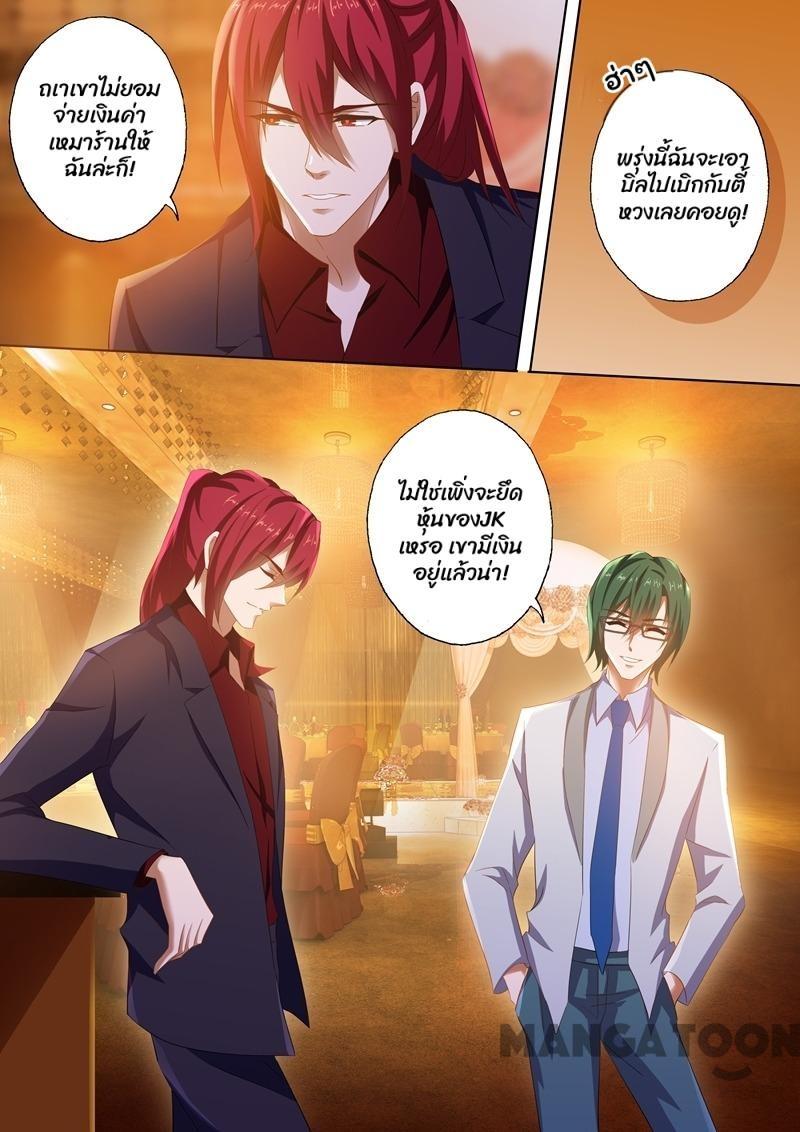 ถเาเขาไม่ยอม
จ่ายเงินค่า
เหมาร้านให้
ฉันล่ะก็!
ฮ่าๆ
พรุ่งนี้ฉันจะเอา
บิลไปเบิกกับตี้
หวงเลยคอยดู!
ไม่ใช่เพิ่งจะยึด
หุ้นของJK
เหรอ เขามีเงิน
อยู่แล้วน่า!
MANGATOON